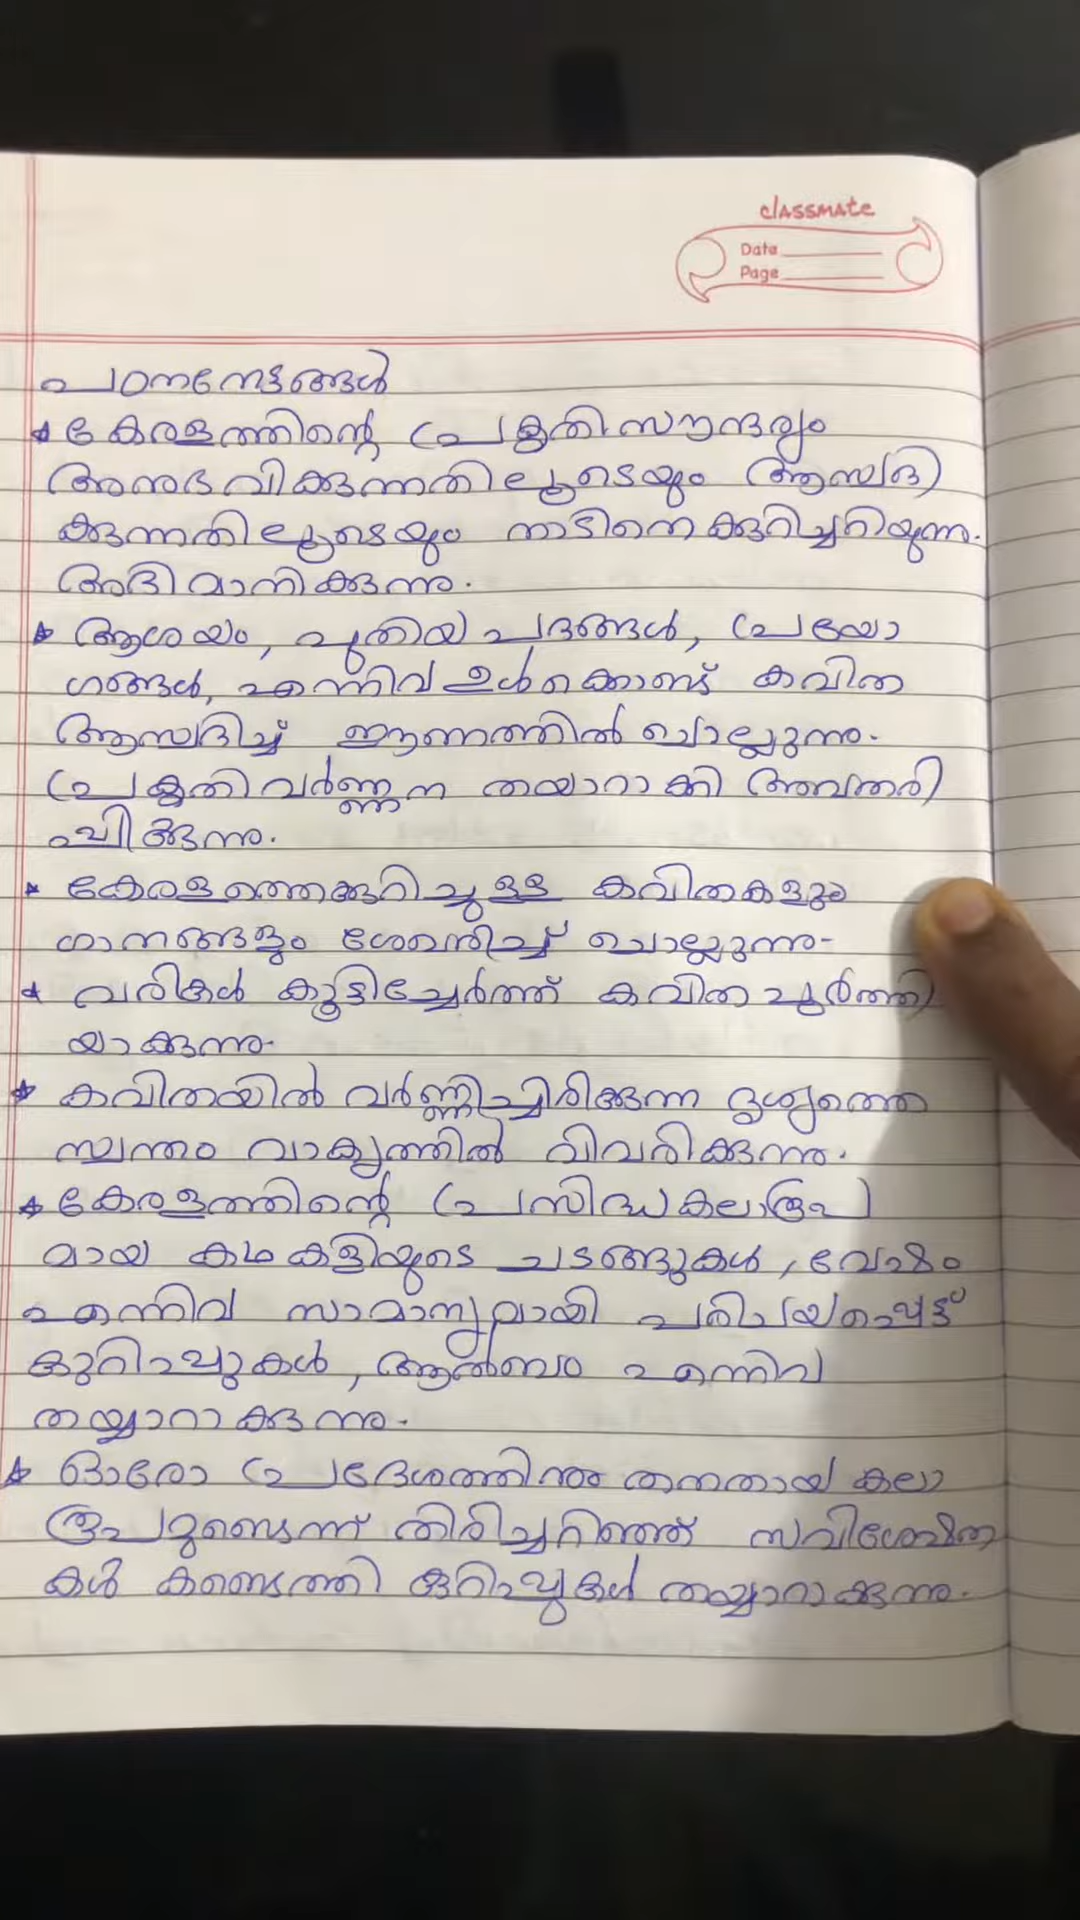 classmate
Date
Page
പഠനനേട്ടങ്ങൾ
* കേരളത്തിന്റെ പ്രകൃതിസൗന്ദര്യം
അനുഭവിക്കുന്നതിലൂടെയും ആസ്വദി
ക്കുന്നതിലൂടെയും നാടിനെക്കുറിച്ചറിയുന്നു.
അഭിമാനിക്കുന്നു.
* ആശയം, പുതിയ പദങ്ങൾ, പ്രയോ
ഗങ്ങൾ, എന്നിവ ഉൾക്കൊണ്ട് കവിത
ആസ്വദിച്ച് ഈണത്തിൽ ചൊല്ലുന്നു.
പ്രകൃതിവർണ്ണന തയാറാക്കി അവതരി
പ്പിക്കുന്നു.
* കേരളത്തെക്കുറിച്ചുള്ള കവിതകളും
ഗാനങ്ങളും ശേഖരിച്ച് ചൊല്ലുന്നു.
* വരികൾ കൂട്ടിച്ചേർത്ത് കവിത പൂർത്തി
യാക്കുന്നു.
* കവിതയിൽ വർണ്ണിച്ചിരിക്കുന്ന ദൃശ്യത്തെ
സ്വന്തം വാക്യത്തിൽ വിവരിക്കുന്നു.
* കേരളത്തിന്റെ പ്രസിദ്ധ കലാരൂപ
മായ കഥകളിയുടെ ചടങ്ങുകൾ, വേഷം
എന്നിവ സാമാന്യമായി പരിചയപ്പെട്ട്
കുറിപ്പുകൾ, ആൽബം എന്നിവ
തയ്യാറാക്കുന്നു.
* ഓരോ പ്രദേശത്തിനും തനതായ കലാ
രൂപമുണ്ടെന്ന് തിരിച്ചറിഞ്ഞ് സവിശേഷത
കൾ കണ്ടെത്തി കുറിപ്പുകൾ തയ്യാറാക്കുന്നു.